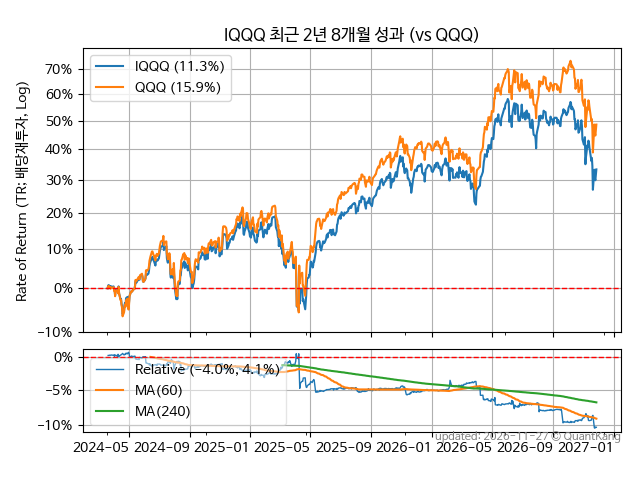 IQQQ 최근 2년 8개월 성과 (vs QQQ)
Rate of Return (TR: 배당재투자, Log)
70%
60%
50%
40%
30%
20%
10%
0%
−10%
IQQQ (11.3%)
QQQ (15.9%)
0%
−5%
−10%
Relative (−4.0%, 4.1%)
MA(60)
MA(240)
updated: 2026−11−27 © QuantKang
2024−05 2024−09 2025−01 2025−05 2025−09 2026−01 2026−05 2026−09 2027−01